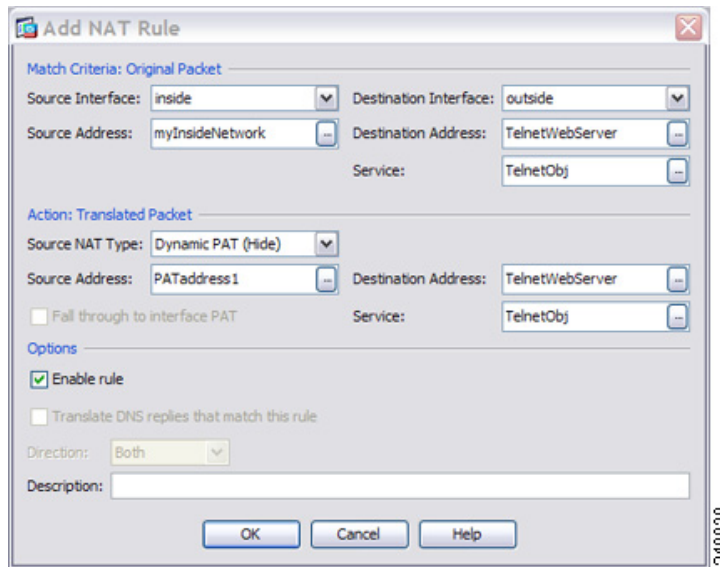 Add NAT Rule
Match Criteria: Original Packet
Source Interface: inside Destination Interface: outside
Source Address: myInsideNetwork ... Destination Address: TelnetWebServer ...
Service: TelnetObj ...
Action: Translated Packet
Source NAT Type: Dynamic PAT (Hide)
Source Address: PATaddress1 ... Destination Address: TelnetWebServer ...
Fall through to interface PAT Service: TelnetObj ...
Options
Enable rule
Translate DNS replies that match this rule
Direction: Both
Description:
OK Cancel Help